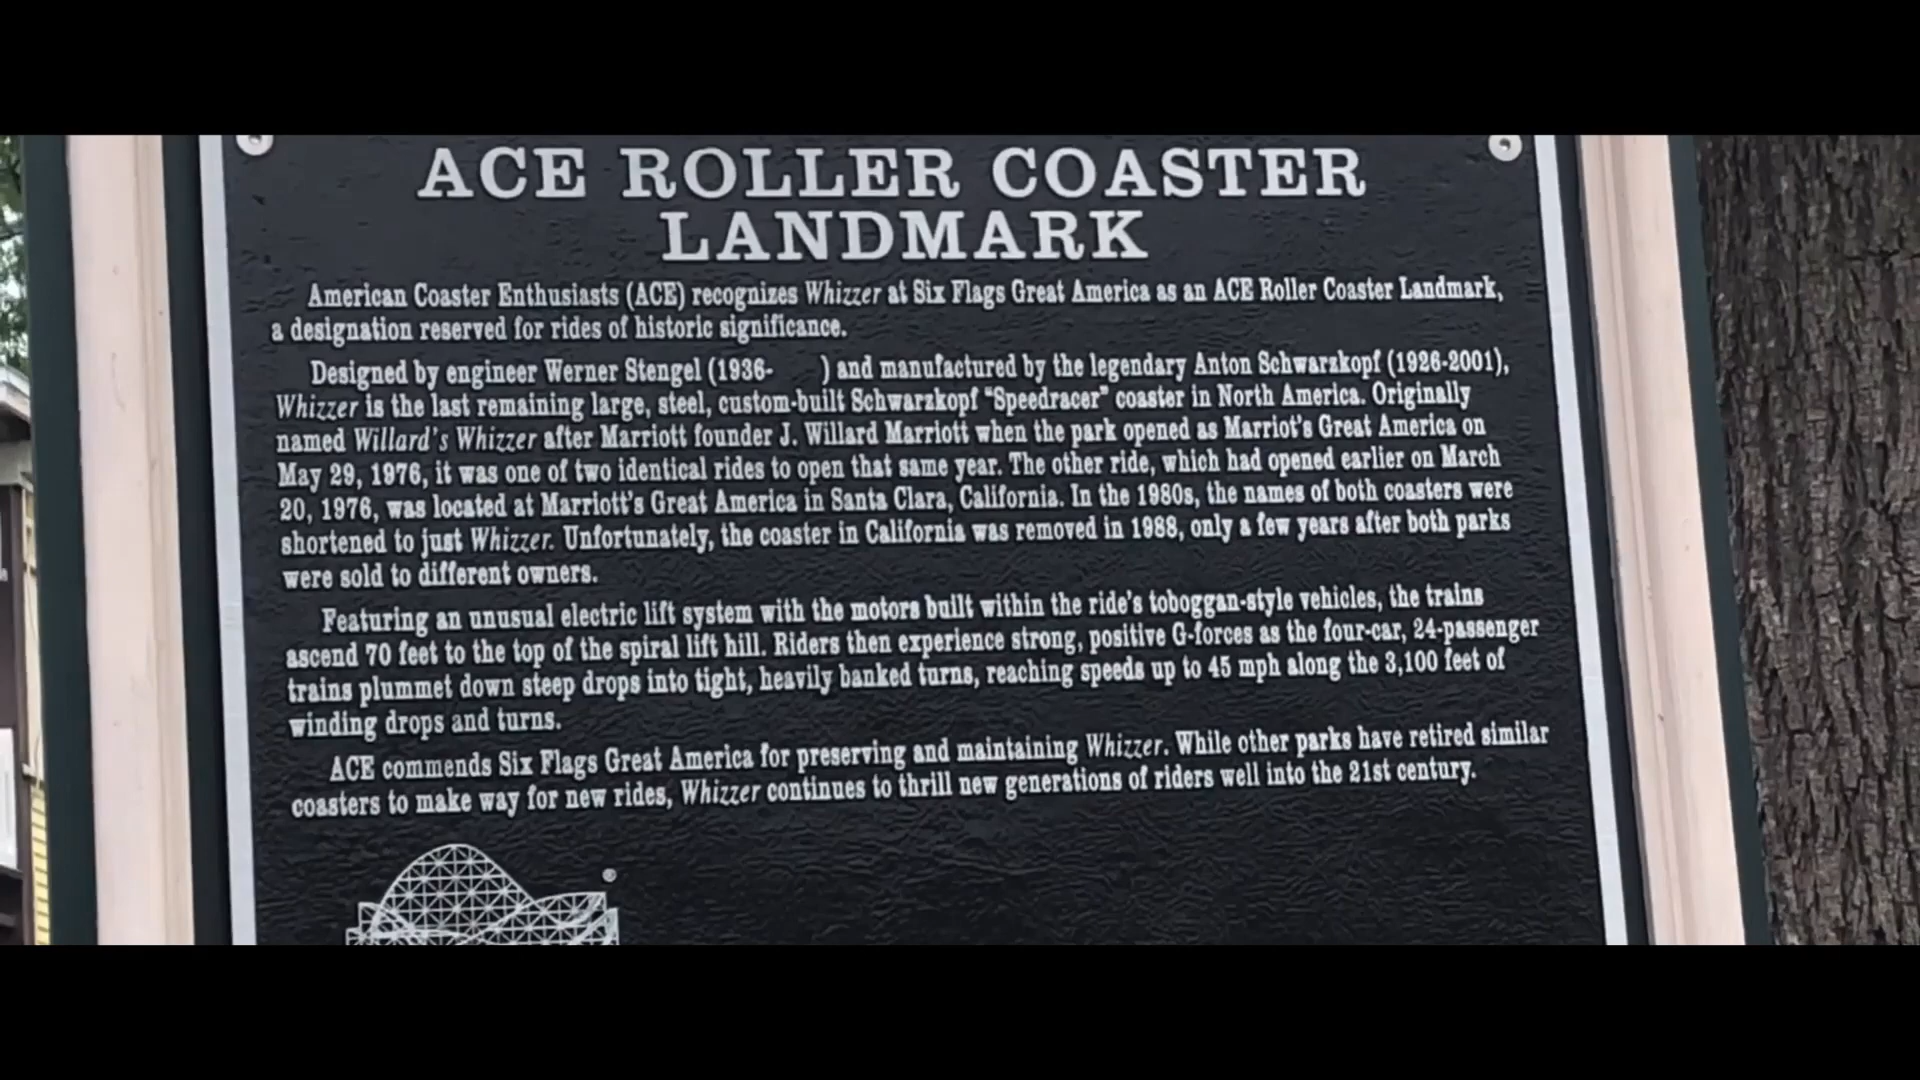 ACE ROLLER COASTER
LANDMARK
American Coaster Enthusiasts (ACE) recognizes Whizzer at Six Flags Great America as an ACE Roller Coaster Landmark,
a designation reserved for rides of historic significance.
Designed by engineer Werner Stengel (1936- ) and manufactured by the legendary Anton Schwarzkopf (1926-2001),
Whizzer is the last remaining large, steel, custom-built Schwarzkopf "Speedracer" coaster in North America. Originally
named Willard's Whizzer after Marriott founder J. Willard Marriott when the park opened as Marriot's Great America on
May 29, 1976, it was one of two identical rides to open that same year. The other ride, which had opened earlier on March
20, 1976, was located at Marriott's Great America in Santa Clara, California. In the 1980s, the names of both coasters were
shortened to just Whizzer. Unfortunately, the coaster in California was removed in 1988, only a few years after both parks
were sold to different owners.
Featuring an unusual electric lift system with the motors built within the ride's toboggan-style vehicles, the trains
ascend 70 feet to the top of the spiral lift hill. Riders then experience strong, positive G-forces as the four-car, 24-passenger
trains plummet down steep drops into tight, heavily banked turns, reaching speeds up to 45 mph along the 3,100 feet of
winding drops and turns.
ACE commends Six Flags Great America for preserving and maintaining Whizzer. While other parks have retired similar
coasters to make way for new rides, Whizzer continues to thrill new generations of riders well into the 21st century.
®